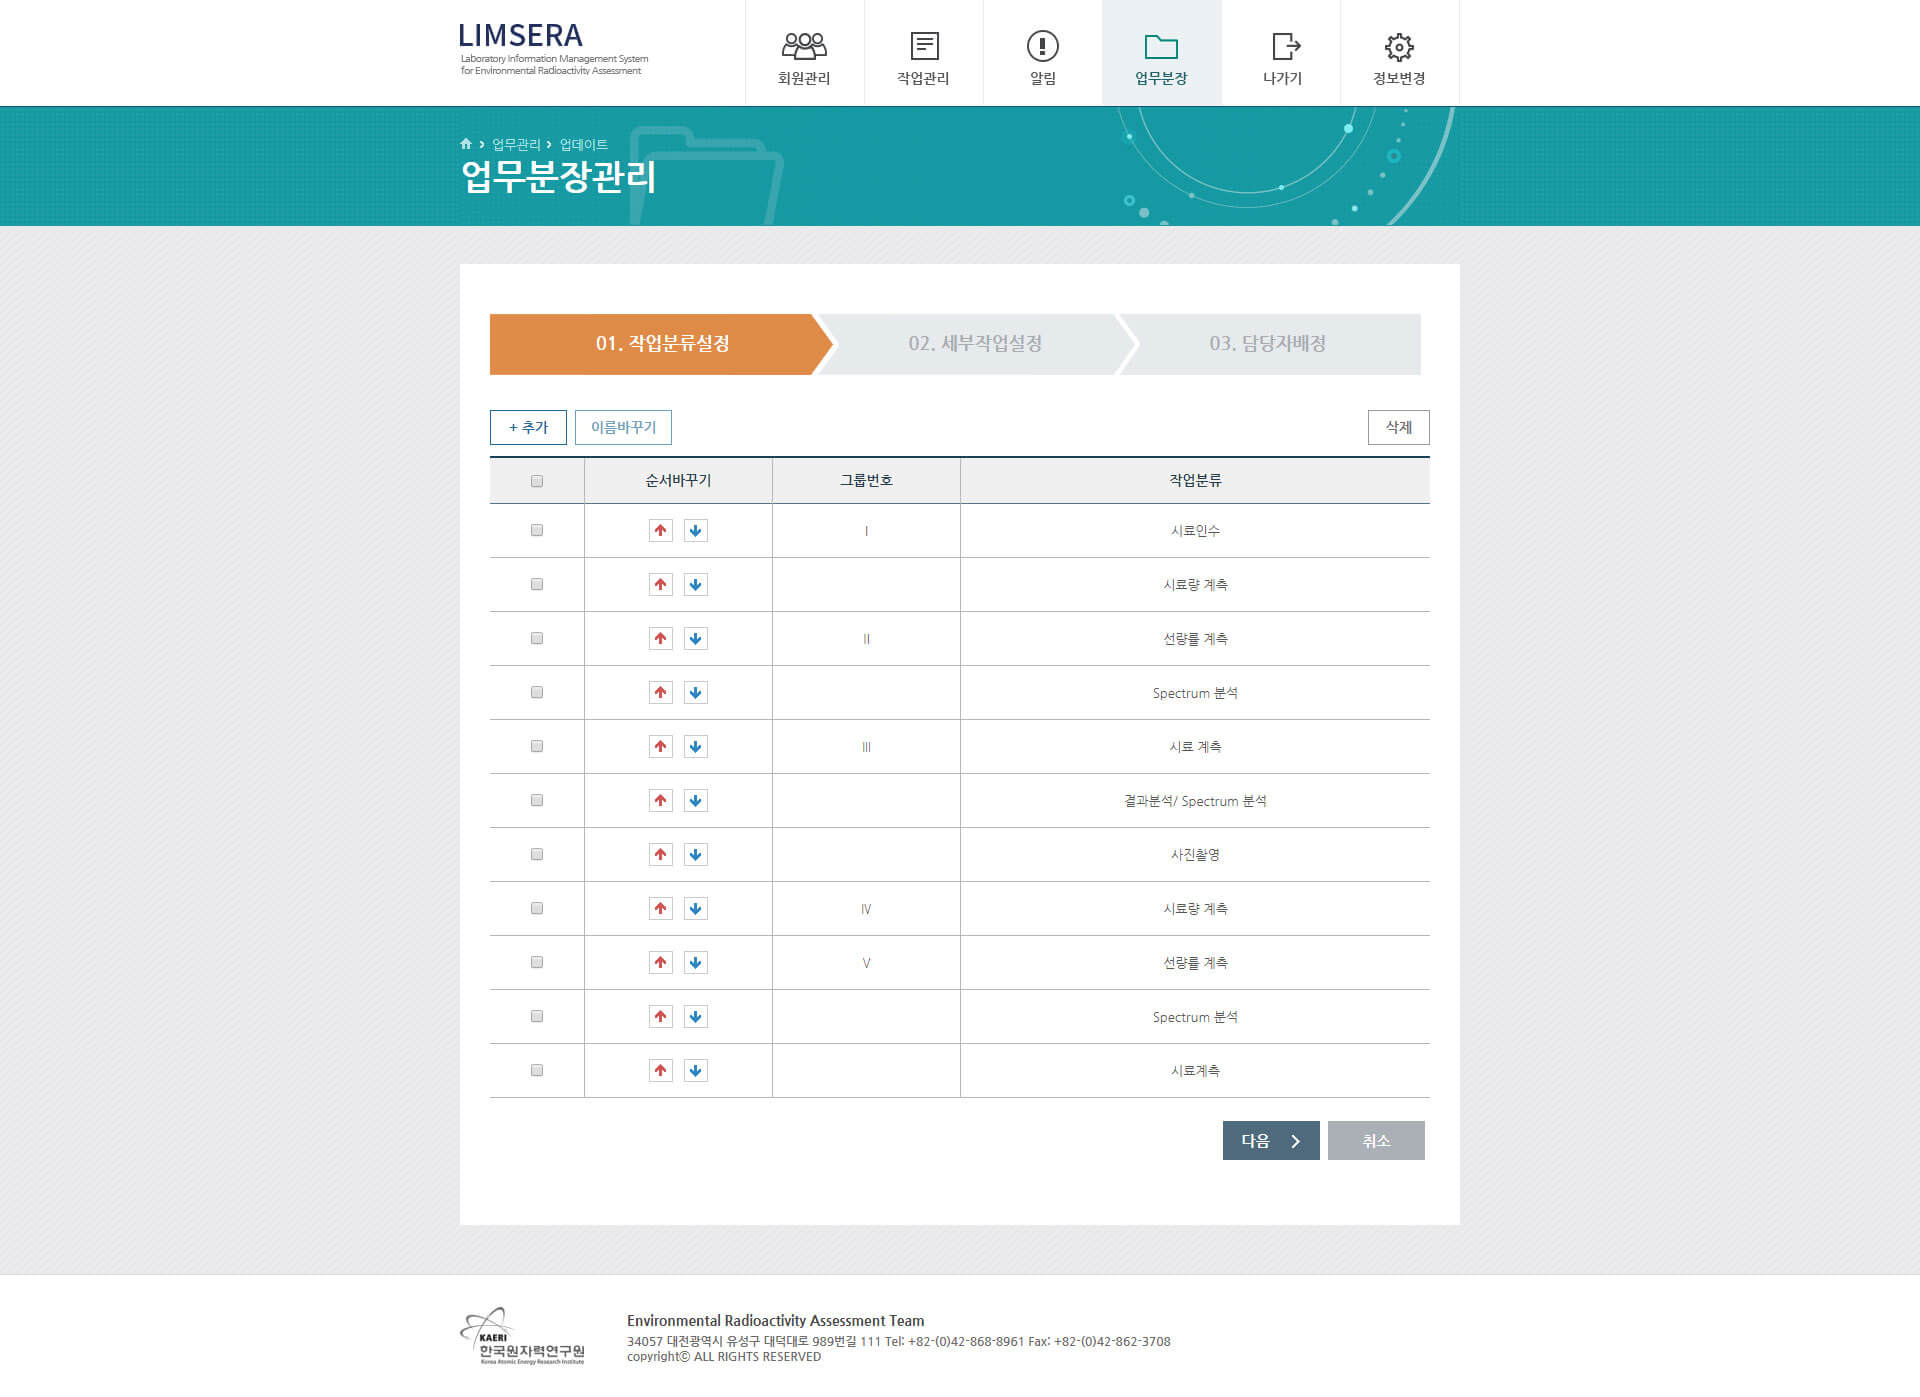 LIMSERA
Laboratory Information Management System
for Environmental Radioactivity Assessment
회원관리
작업관리
알림
업무분장
나가기
정보변경
업무관리 › 업데이트
업무분장관리
01. 작업분류설정
02. 세부작업설정
03. 담당자배정
+ 추가
이름바꾸기
삭제
순서바꾸기 그룹번호 작업분류
I 시료인수
시료량 계측
II 선량률 계측
Spectrum 분석
III 시료 계측
결과분석/ Spectrum 분석
사진촬영
IV 시료량 계측
V 선량률 계측
Spectrum 분석
시료계측
다음
취소
KAERI
한국원자력연구원
Korea Atomic Energy Research Institute
Environmental Radioactivity Assessment Team
34057 대전광역시 유성구 대덕대로 989번길 111 Tel: +82-(0)42-868-8961 Fax: +82-(0)42-862-3708
copyrightⓒ ALL RIGHTS RESERVED